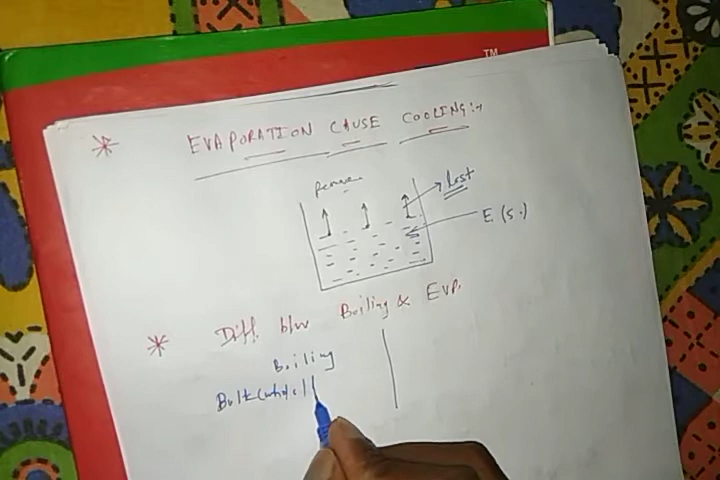 TM
* EVAPORATION CAUSE COOLING:-
Lost
E (s.)
* Diff. b/w Boiling & Evp.
Boiling
Bulk (whole)